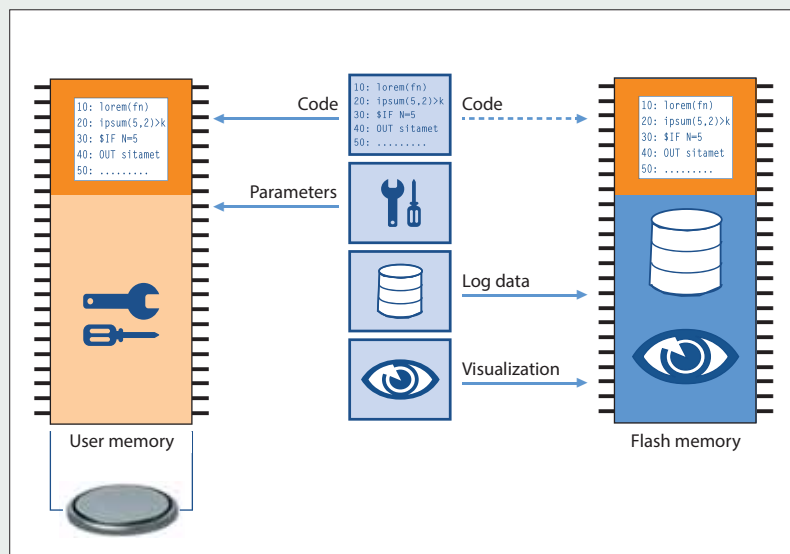 10: lorem(fn)
20: ipsum(5,2)>k
30: $IF N=5
40: OUT sitamet
50: .........
Code
10: lorem(fn)
20: ipsum(5,2)>k
30: $IF N=5
40: OUT sitamet
50: .........
Code
10: lorem(fn)
20: ipsum(5,2)>k
30: $IF N=5
40: OUT sitamet
50: .........
Parameters
Log data
Visualization
User memory
Flash memory